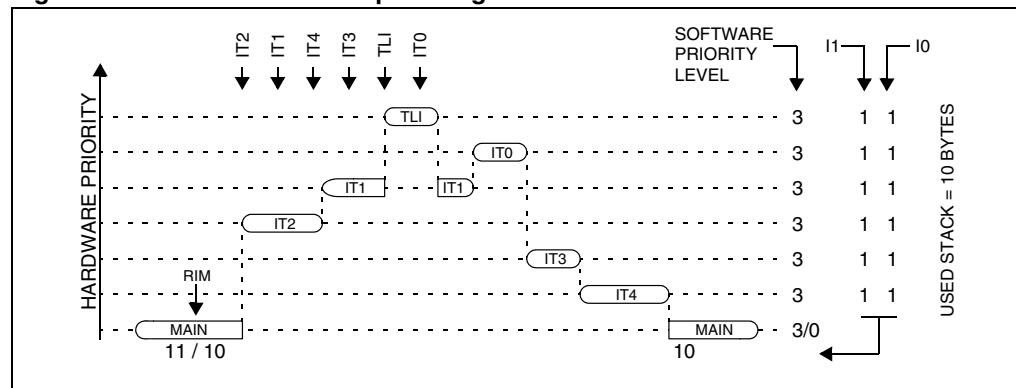 IT2
IT1
IT4
IT3
TLI
IT0
SOFTWARE
PRIORITY
LEVEL
I1
I0
HARDWARE PRIORITY
USED STACK = 10 BYTES
TLI
3
1 1
IT0
3
1 1
IT1
IT1
3
1 1
IT2
3
1 1
IT3
3
1 1
RIM
IT4
3
1 1
MAIN
MAIN
3/0
11 / 10
10